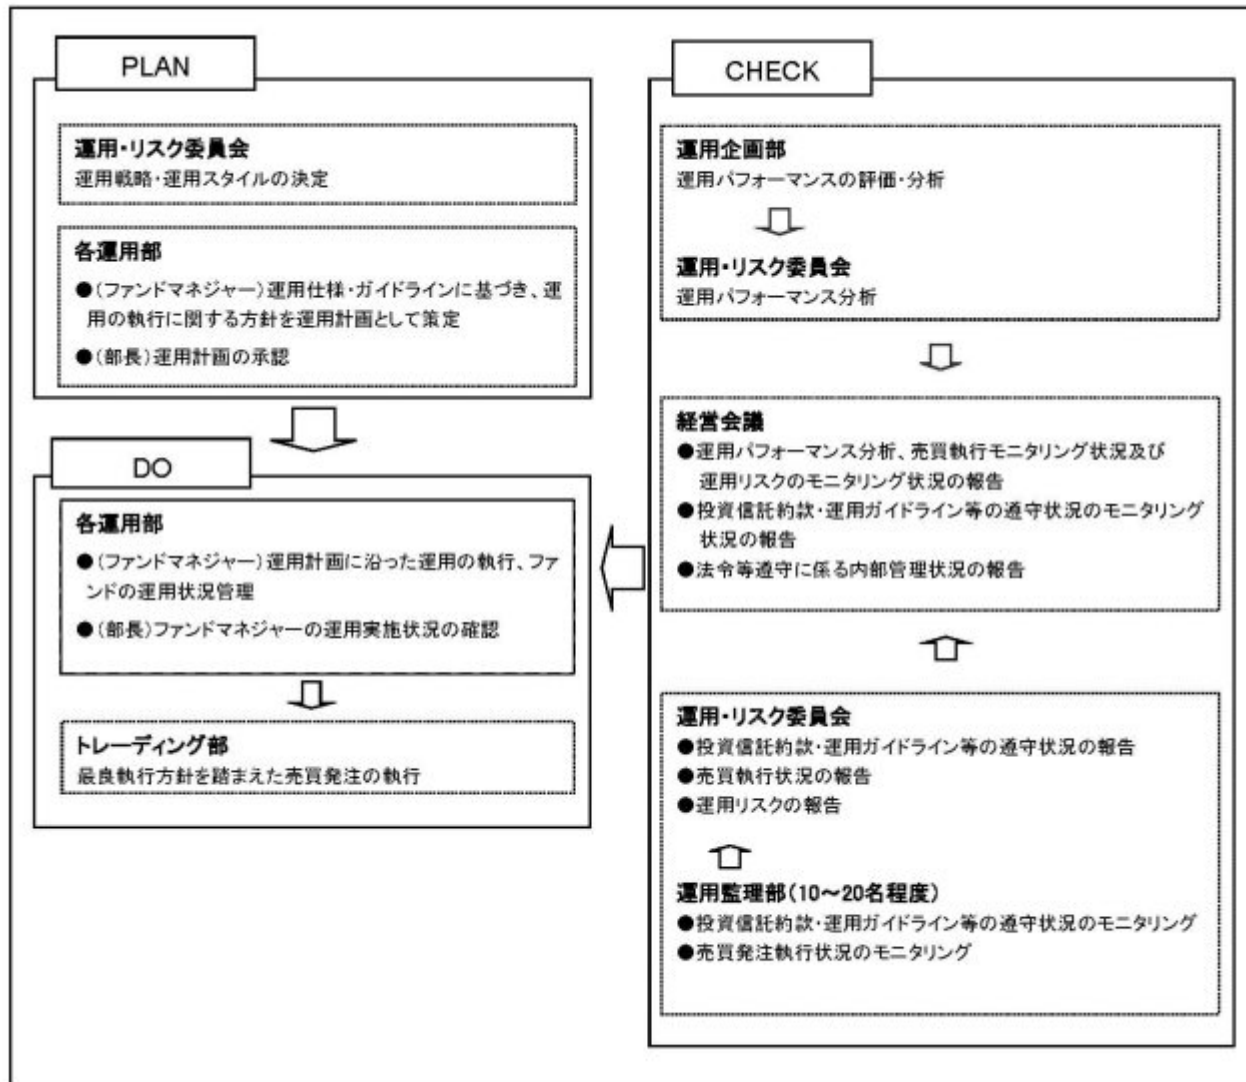 PLAN
運用・リスク委員会
運用戦略・運用スタイルの決定
各運用部
●(ファンドマネジャー)運用仕様・ガイドラインに基づき、運
用の執行に関する方針を運用計画として策定
●(部長)運用計画の承認
DO
各運用部
●(ファンドマネジャー)運用計画に沿った運用の執行、ファ
ンドの運用状況管理
●(部長)ファンドマネジャーの運用実施状況の確認
トレーディング部
最良執行方針を踏まえた売買発注の執行
CHECK
運用企画部
運用パフォーマンスの評価・分析
運用・リスク委員会
運用パフォーマンス分析
経営会議
●運用パフォーマンス分析、売買執行モニタリング状況及び
運用リスクのモニタリング状況の報告
●投資信託約款・運用ガイドライン等の遵守状況のモニタリング
状況の報告
●法令等遵守に係る内部管理状況の報告
運用・リスク委員会
●投資信託約款・運用ガイドライン等の遵守状況の報告
●売買執行状況の報告
●運用リスクの報告
運用監理部(10～20名程度)
●投資信託約款・運用ガイドライン等の遵守状況のモニタリング
●売買発注執行状況のモニタリング